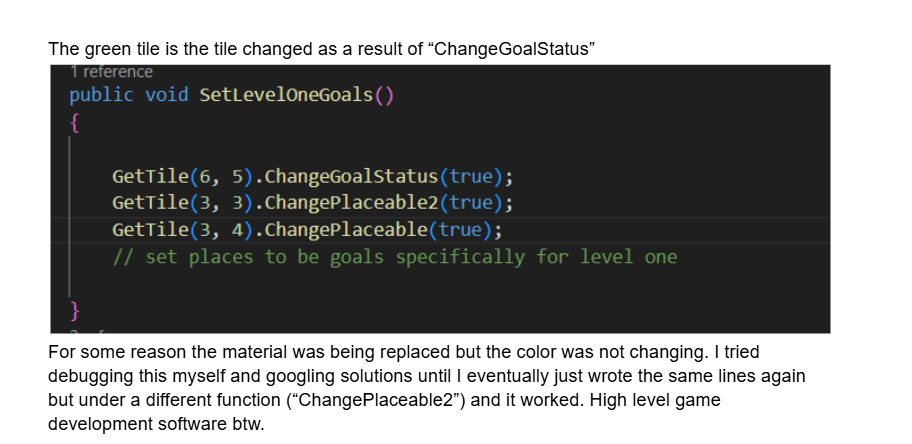 The green tile is the tile changed as a result of “ChangeGoalStatus”
1 reference
public void SetLevelOneGoals()
{
GetTile(6, 5).ChangeGoalStatus(true);
GetTile(3, 3).ChangePlaceable2(true);
GetTile(3, 4).ChangePlaceable(true);
// set places to be goals specifically for level one
}
For some reason the material was being replaced but the color was not changing. I tried
debugging this myself and googling solutions until I eventually just wrote the same lines again
but under a different function (“ChangePlaceable2”) and it worked. High level game
development software btw.